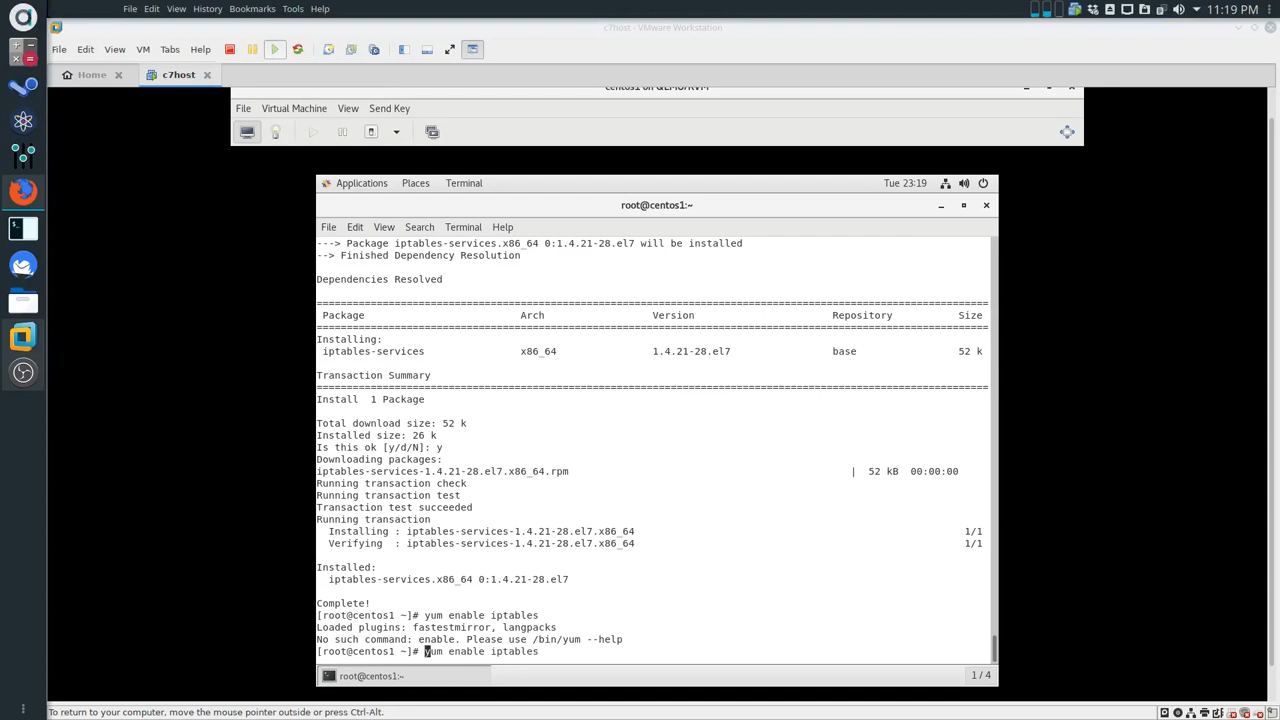 File Edit View History Bookmarks Tools Help
11:19 PM
c7host - VMware Workstation
File Edit View VM Tabs Help
Home
c7host
centos1 on QEMU/KVM
File Virtual Machine View Send Key
Applications Places Terminal
Tue 23:19
root@centos1:~
File Edit View Search Terminal Help
---> Package iptables-services.x86_64 0:1.4.21-28.el7 will be installed
--> Finished Dependency Resolution
Dependencies Resolved
================================================================================================================
Package Arch Version Repository Size
================================================================================================================
Installing:
iptables-services x86_64 1.4.21-28.el7 base 52 k
Transaction Summary
================================================================================================================
Install 1 Package
Total download size: 52 k
Installed size: 26 k
Is this ok [y/d/N]: y
Downloading packages:
iptables-services-1.4.21-28.el7.x86_64.rpm | 52 kB 00:00:00
Running transaction check
Running transaction test
Transaction test succeeded
Running transaction
Installing : iptables-services-1.4.21-28.el7.x86_64 1/1
Verifying : iptables-services-1.4.21-28.el7.x86_64 1/1
Installed:
iptables-services.x86_64 0:1.4.21-28.el7
Complete!
[root@centos1 ~]# yum enable iptables
Loaded plugins: fastestmirror, langpacks
No such command: enable. Please use /bin/yum --help
[root@centos1 ~]# yum enable iptables
root@centos1:~
1 / 4
To return to your computer, move the mouse pointer outside or press Ctrl-Alt.